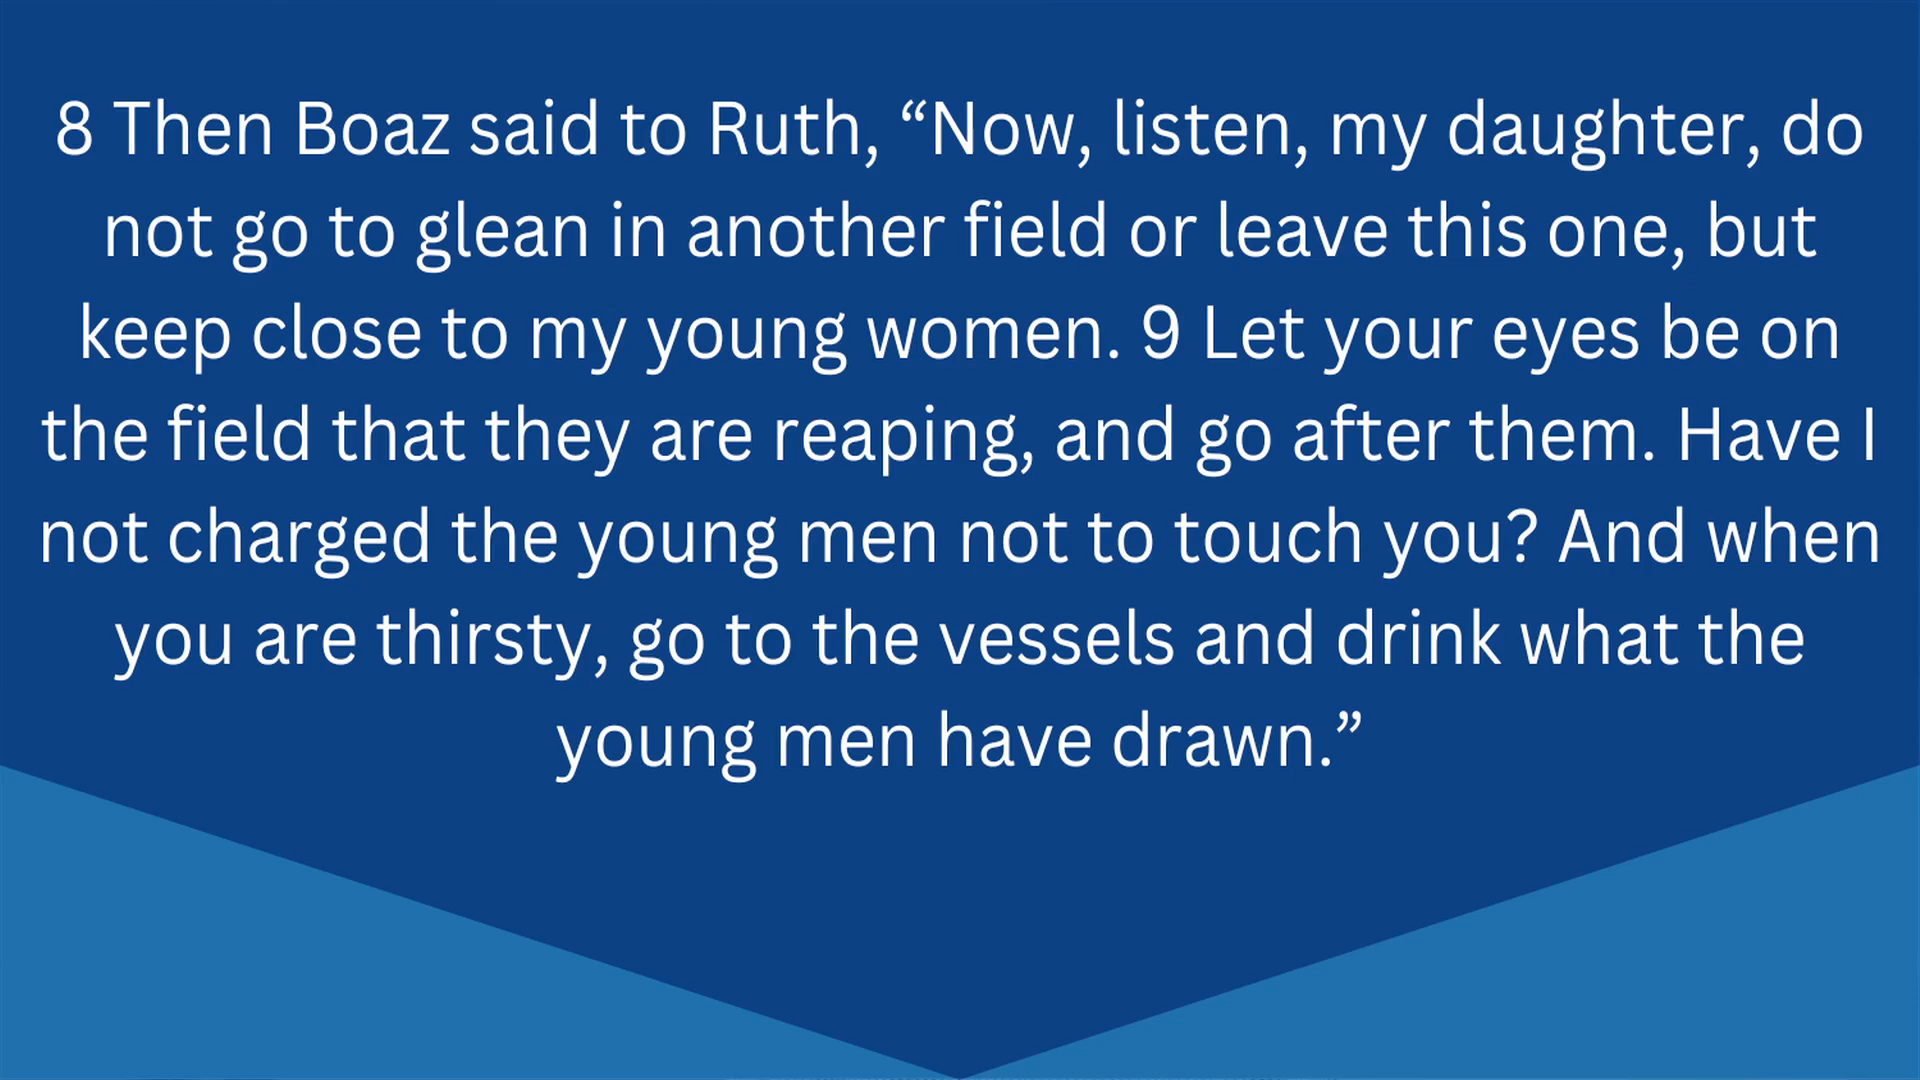 8 Then Boaz said to Ruth, “Now, listen, my daughter, do
not go to glean in another field or leave this one, but
keep close to my young women. 9 Let your eyes be on
the field that they are reaping, and go after them. Have I
not charged the young men not to touch you? And when
you are thirsty, go to the vessels and drink what the
young men have drawn.”